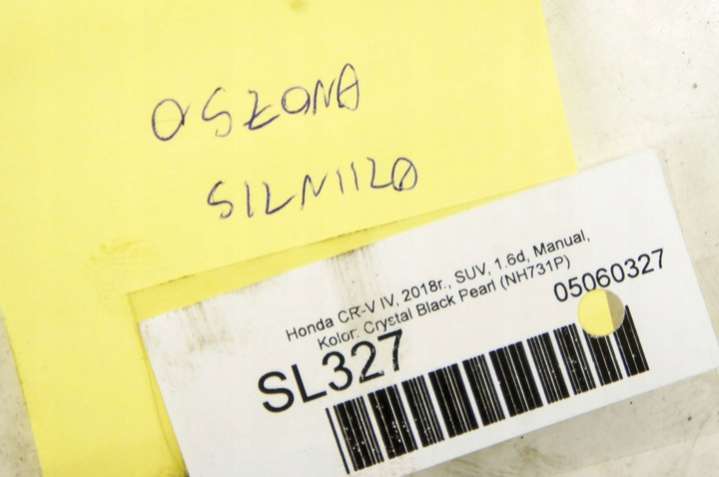 OSŁONA
SILNIKA
Honda CR-V IV, 2018r., SUV, 1.6d, Manual,
Kolor: Crystal Black Pearl (NH731P)
05060327
SL327